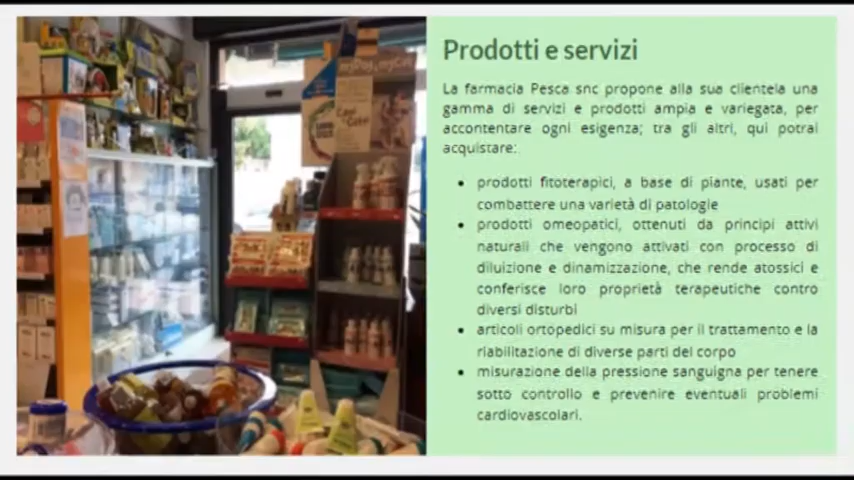 Prodotti e servizi
La farmacia Pesca snc propone alla sua clientela una
gamma di servizi e prodotti ampia e variegata, per
accontentare ogni esigenza; tra gli altri, qui potrai
acquistare:
• prodotti fitoterapici, a base di piante, usati per
combattere una varietà di patologie
• prodotti omeopatici, ottenuti da principi attivi
naturali che vengono attivati con processo di
diluizione e dinamizzazione, che rende atossici e
conferisce loro proprietà terapeutiche contro
diversi disturbi
• articoli ortopedici su misura per il trattamento e la
riabilitazione di diverse parti del corpo
• misurazione della pressione sanguigna per tenere
sotto controllo e prevenire eventuali problemi
cardiovascolari.